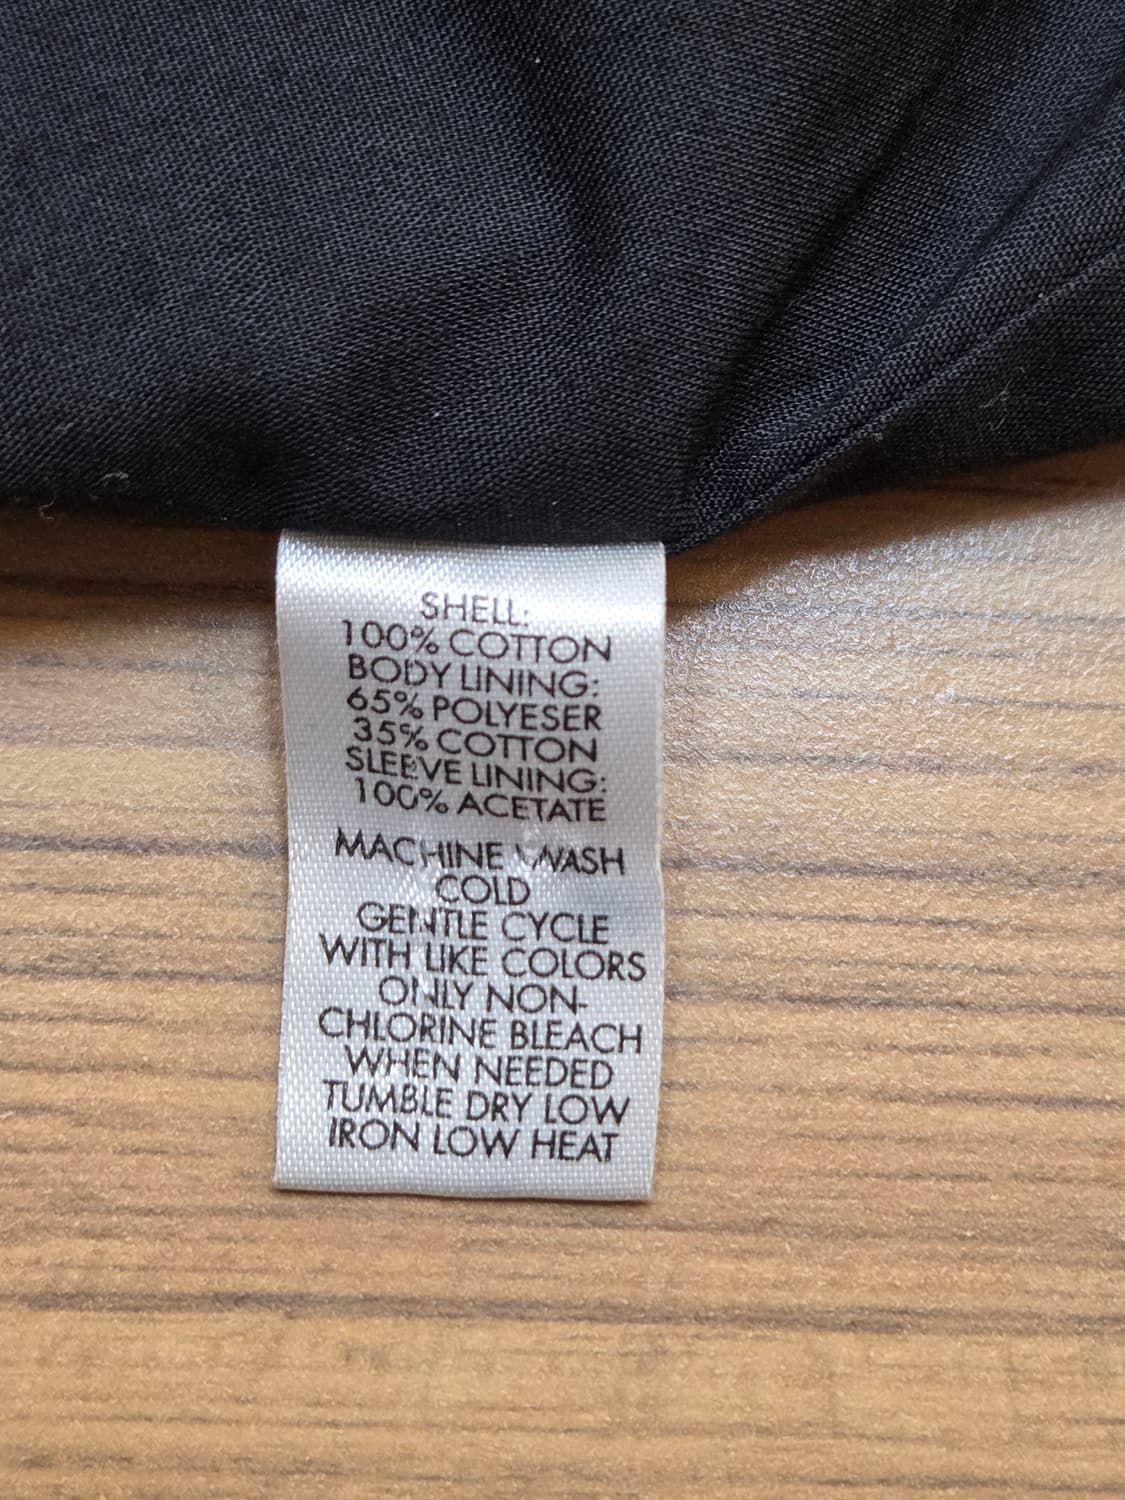 SHELL:
100% COTTON
BODY LINING:
65% POLYESER
35% COTTON
SLEEVE LINING:
100% ACETATE
MACHINE WASH
COLD
GENTLE CYCLE
WITH LIKE COLORS
ONLY NON-
CHLORINE BLEACH
WHEN NEEDED
TUMBLE DRY LOW
IRON LOW HEAT